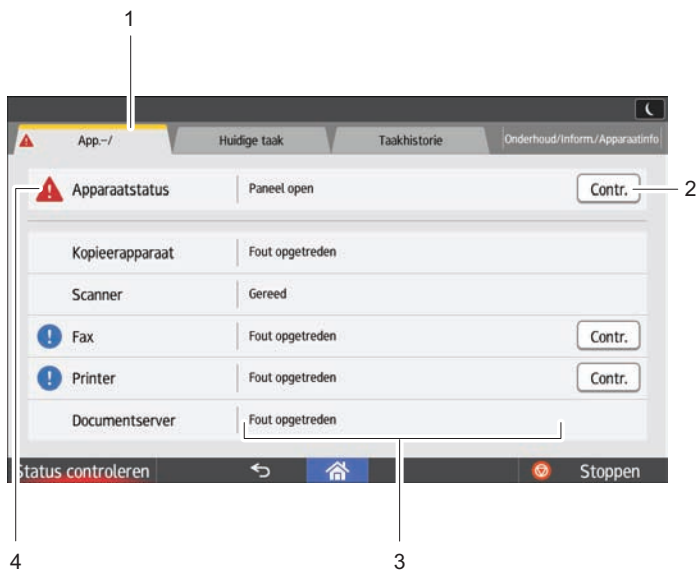 1
App.–/ Huidige taak Taakhistorie Onderhoud/Inform./Apparaatinfo
Apparaatstatus Paneel open Contr. 2
Kopieerapparaat Fout opgetreden
Scanner Gereed
Fax Fout opgetreden Contr.
Printer Fout opgetreden Contr.
Documentserver Fout opgetreden
Status controleren Stoppen
4 3